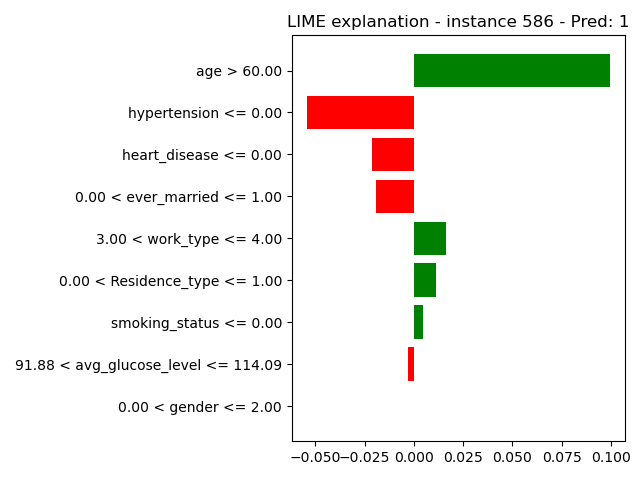 LIME explanation - instance 586 - Pred: 1
age > 60.00
hypertension <= 0.00
heart_disease <= 0.00
0.00 < ever_married <= 1.00
3.00 < work_type <= 4.00
0.00 < Residence_type <= 1.00
smoking_status <= 0.00
91.88 < avg_glucose_level <= 114.09
0.00 < gender <= 2.00
−0.050 −0.025 0.000 0.025 0.050 0.075 0.100